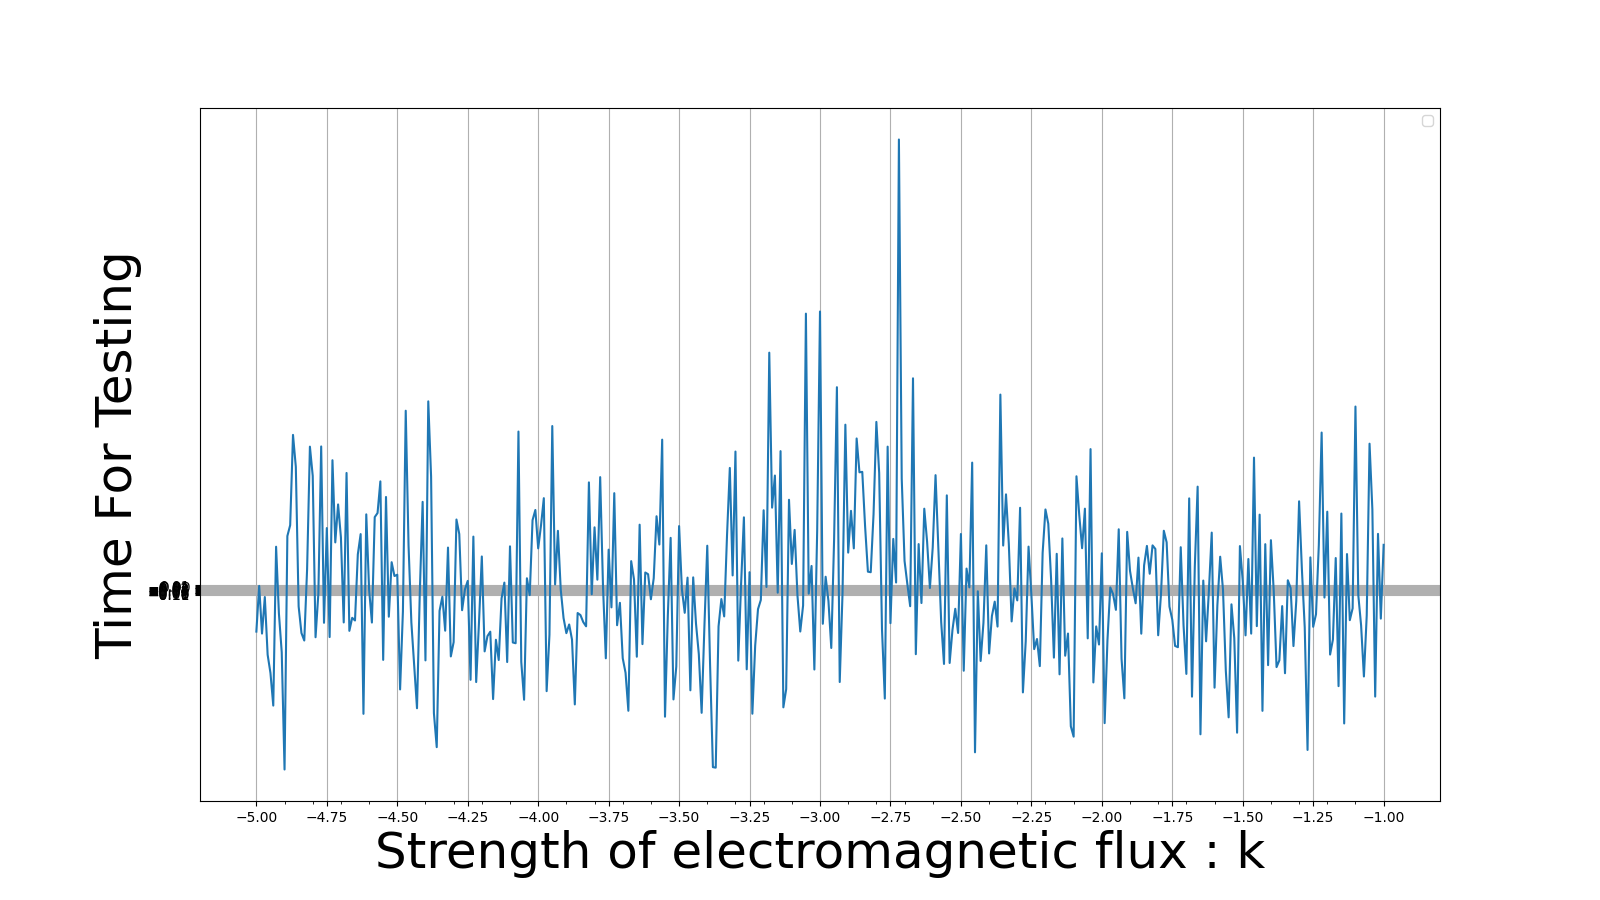 Time For Testing
−5.00 −4.75 −4.50 −4.25 −4.00 −3.75 −3.50 −3.25 −3.00 −2.75 −2.50 −2.25 −2.00 −1.75 −1.50 −1.25 −1.00
Strength of electromagnetic flux : k